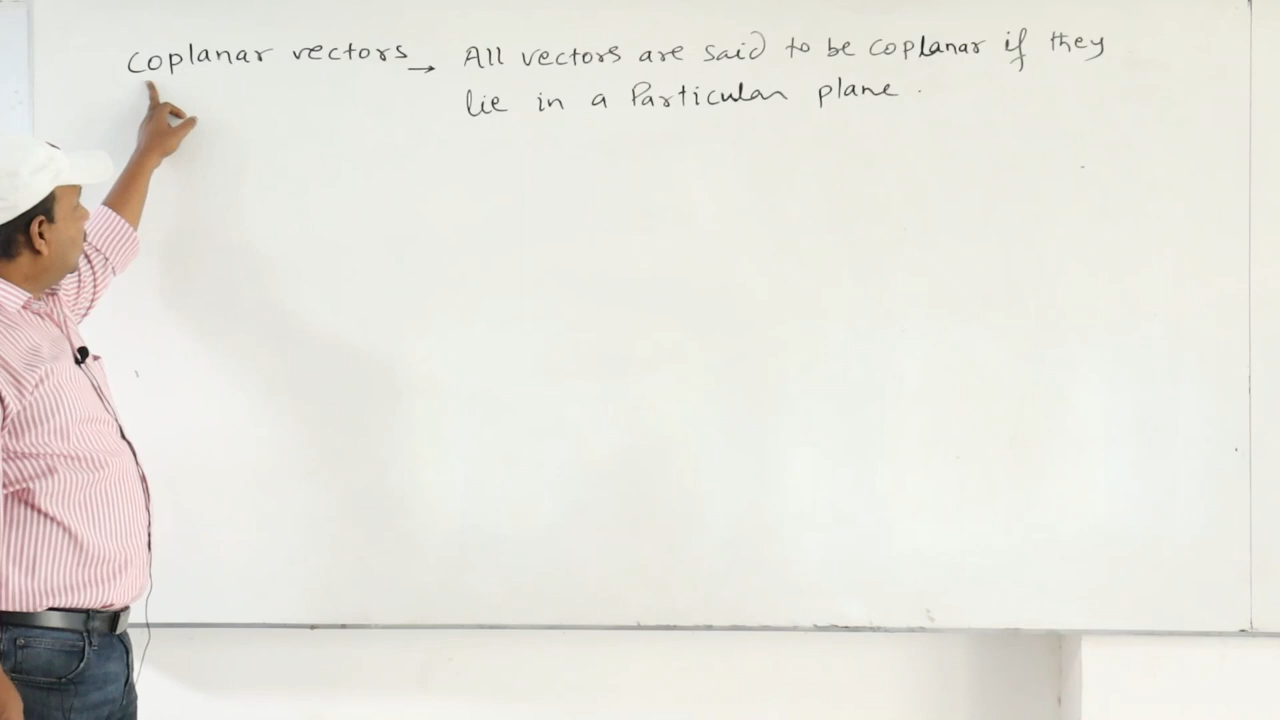 coplanar vectors → All vectors are said to be coplanar if they
lie in a Particular plane.